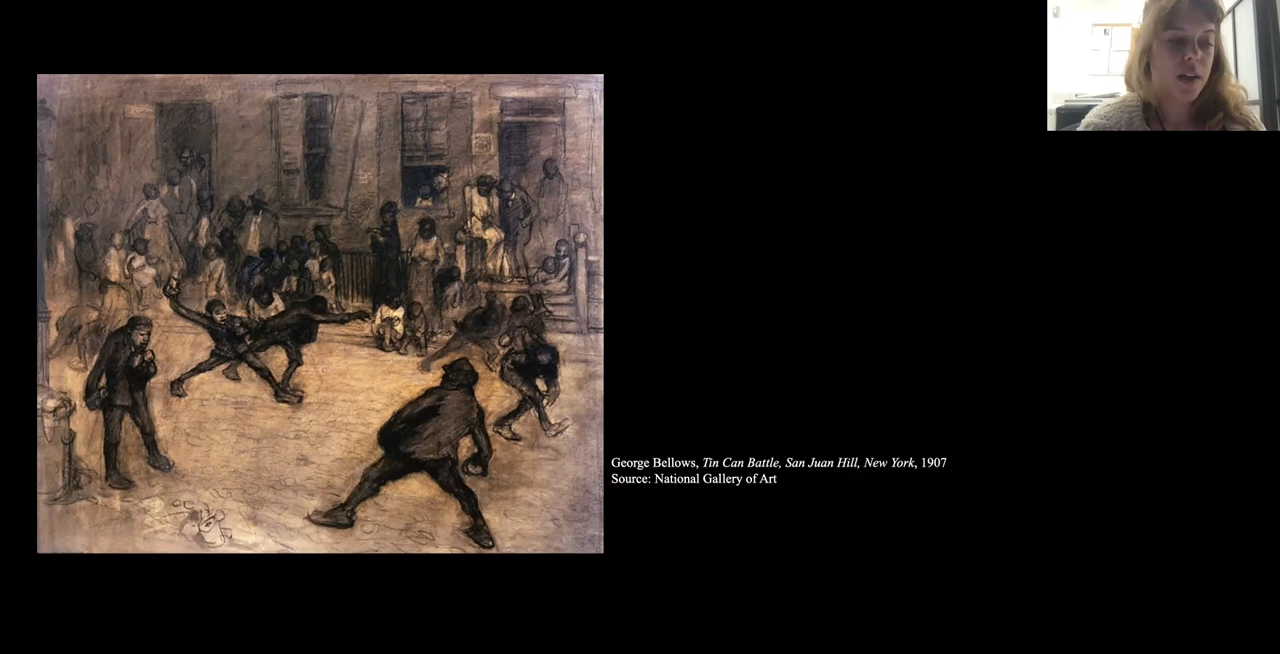 George Bellows, Tin Can Battle, San Juan Hill, New York, 1907
Source: National Gallery of Art